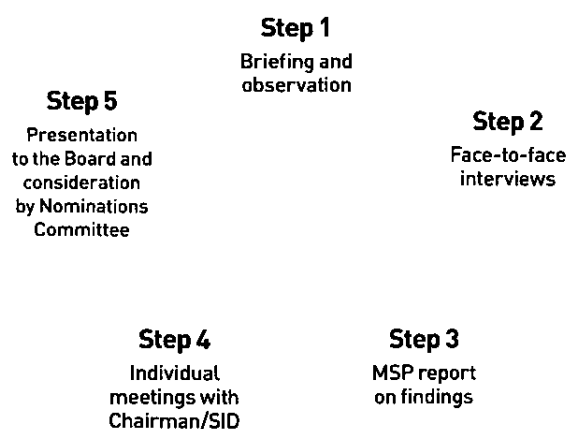 Step 1
Briefing and
observation
Step 2
Face-to-face
interviews
Step 3
MSP report
on findings
Step 4
Individual
meetings with
Chairman/SID
Step 5
Presentation
to the Board and
consideration
by Nominations
Committee